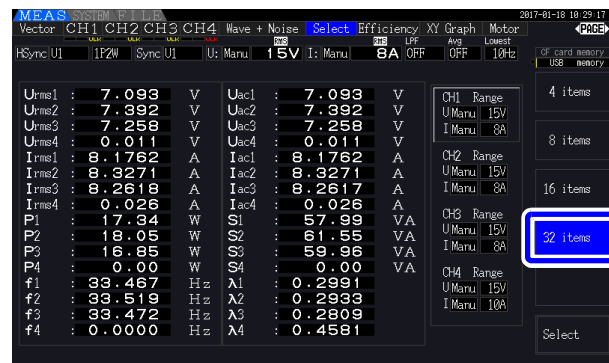 MEAS SYSTEM FILE 2017-01-18 10:29:17
Vector CH1 CH2 CH3 CH4 Wave + Noise Select Efficiency XY Graph Motor PAGE
RMS RMS LPF Avg Lowest
HSync U1 1P2W Sync U1 U: Manu 15V I: Manu 8A OFF OFF 10Hz
CF card memory
USB memory
Urms1 : 7.093 V Uac1 : 7.093 V
Urms2 : 7.392 V Uac2 : 7.392 V
Urms3 : 7.258 V Uac3 : 7.258 V
Urms4 : 0.011 V Uac4 : 0.011 V
Irms1 : 8.1762 A Iac1 : 8.1762 A
Irms2 : 8.3271 A Iac2 : 8.3271 A
Irms3 : 8.2618 A Iac3 : 8.2617 A
Irms4 : 0.026 A Iac4 : 0.026 A
P1 : 17.34 W S1 : 57.99 VA
P2 : 18.05 W S2 : 61.55 VA
P3 : 16.85 W S3 : 59.96 VA
P4 : 0.00 W S4 : 0.00 VA
f1 : 33.467 Hz λ1 : 0.2991
f2 : 33.519 Hz λ2 : 0.2933
f3 : 33.472 Hz λ3 : 0.2809
f4 : 0.0000 Hz λ4 : 0.4581
CH1 Range
U Manu 15V
I Manu 8A
CH2 Range
U Manu 15V
I Manu 8A
CH3 Range
U Manu 15V
I Manu 8A
CH4 Range
U Manu 15V
I Manu 10A
4 items
8 items
16 items
32 items
Select